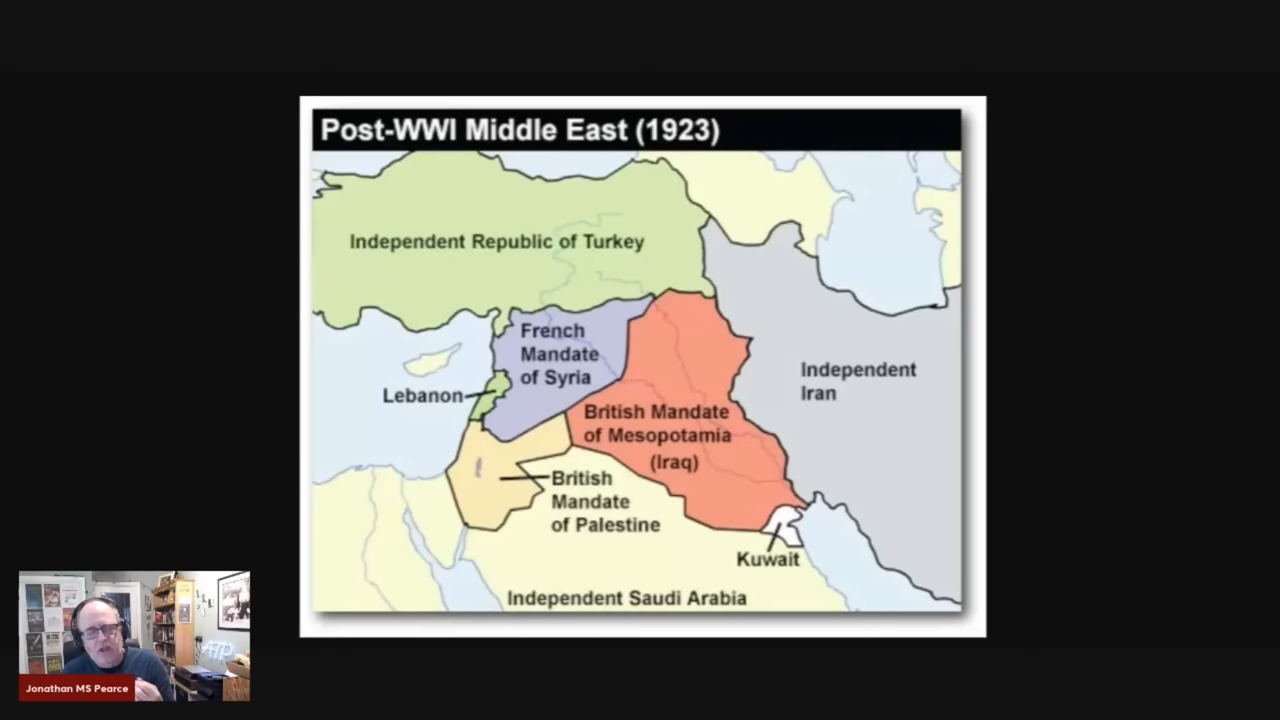 Post-WWI Middle East (1923)
Independent Republic of Turkey
French
Mandate
of Syria
Lebanon
Independent
Iran
British Mandate
of Mesopotamia
(Iraq)
British
Mandate
of Palestine
Kuwait
Independent Saudi Arabia
ATP
Jonathan MS Pearce